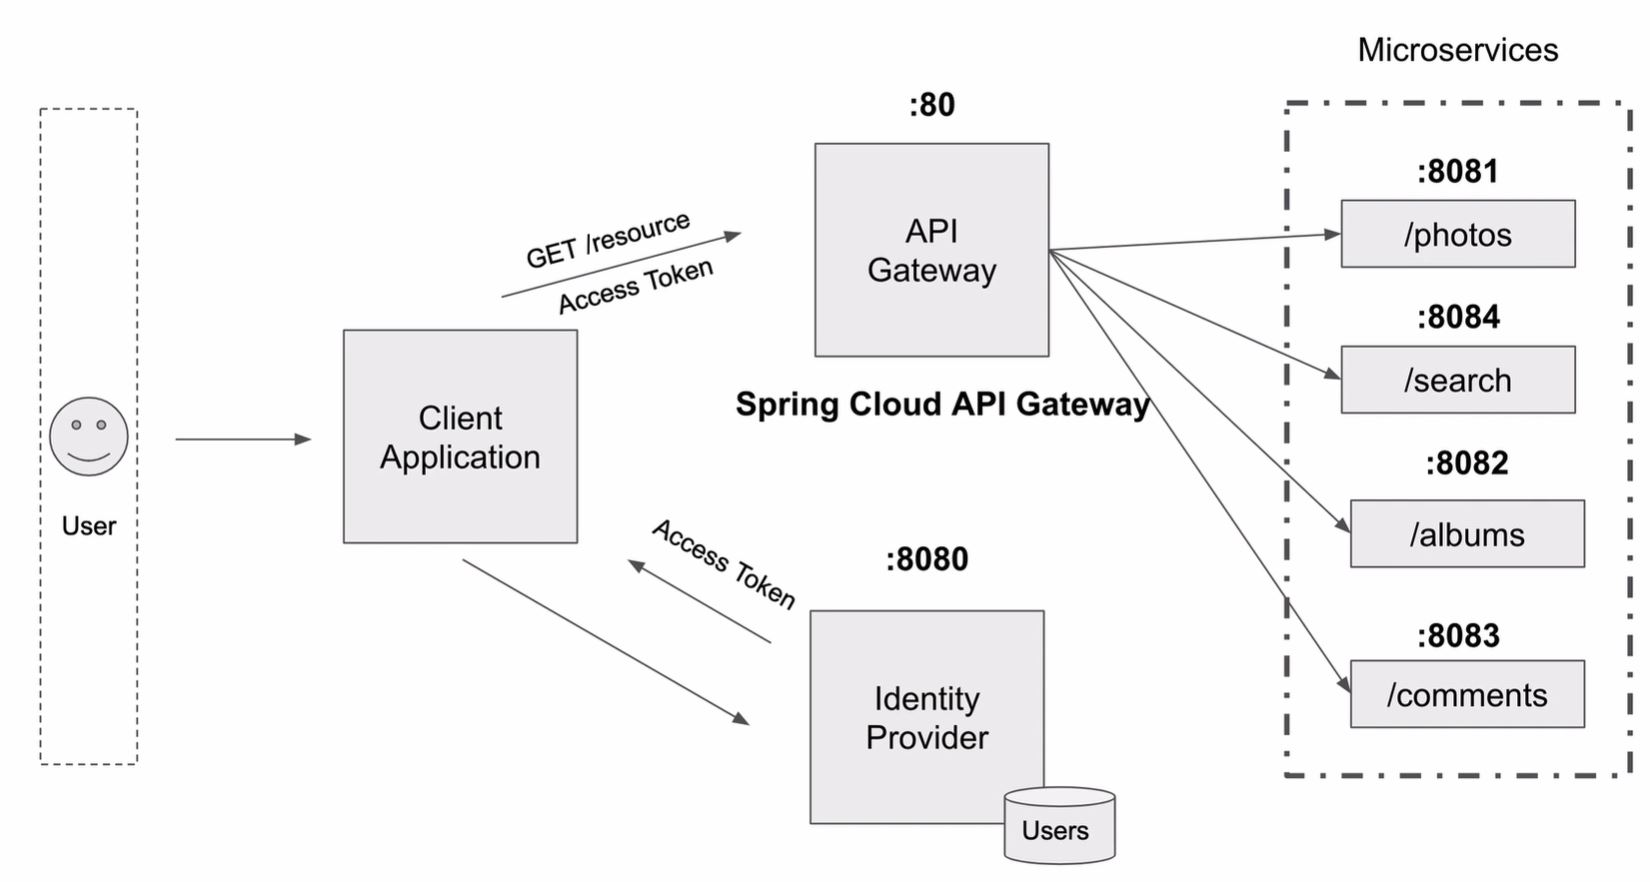 Microservices
:80
:8081
API
Gateway
/photos
GET /resource
Access Token
:8084
/search
Client
Application
Spring Cloud API Gateway
:8082
/albums
User
Access Token
:8080
Identity
Provider
Users
:8083
/comments